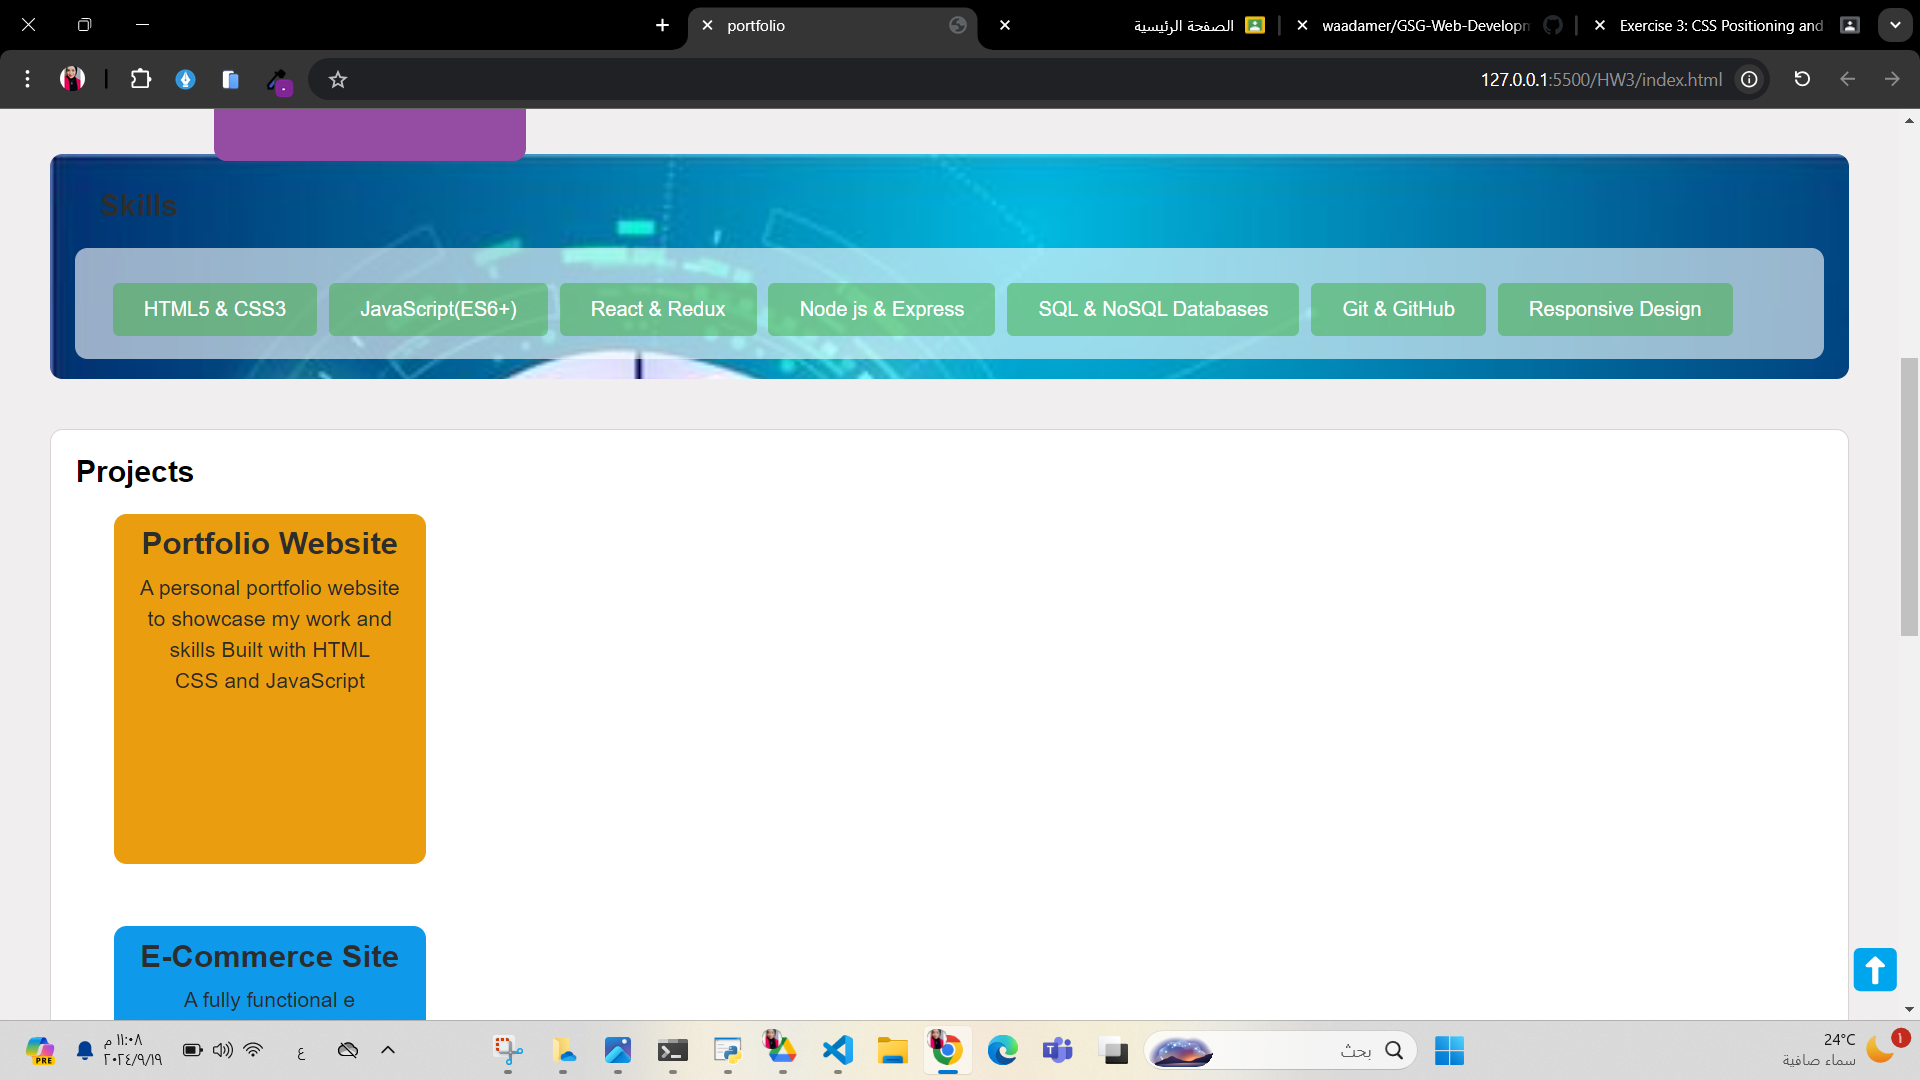 portfolio
الصفحة الرئيسية
waadamer/GSG-Web-Developm
Exercise 3: CSS Positioning and
127.0.0.1:5500/HW3/index.html
Skills
HTML5 & CSS3
JavaScript(ES6+)
React & Redux
Node js & Express
SQL & NoSQL Databases
Git & GitHub
Responsive Design
Projects
Portfolio Website
A personal portfolio website
to showcase my work and
skills Built with HTML
CSS and JavaScript
E-Commerce Site
A fully functional e
PRE
١١:٠٨ م
٢٠٢٤/٩/١٩
ع
بحث
24°C
سماء صافية
١